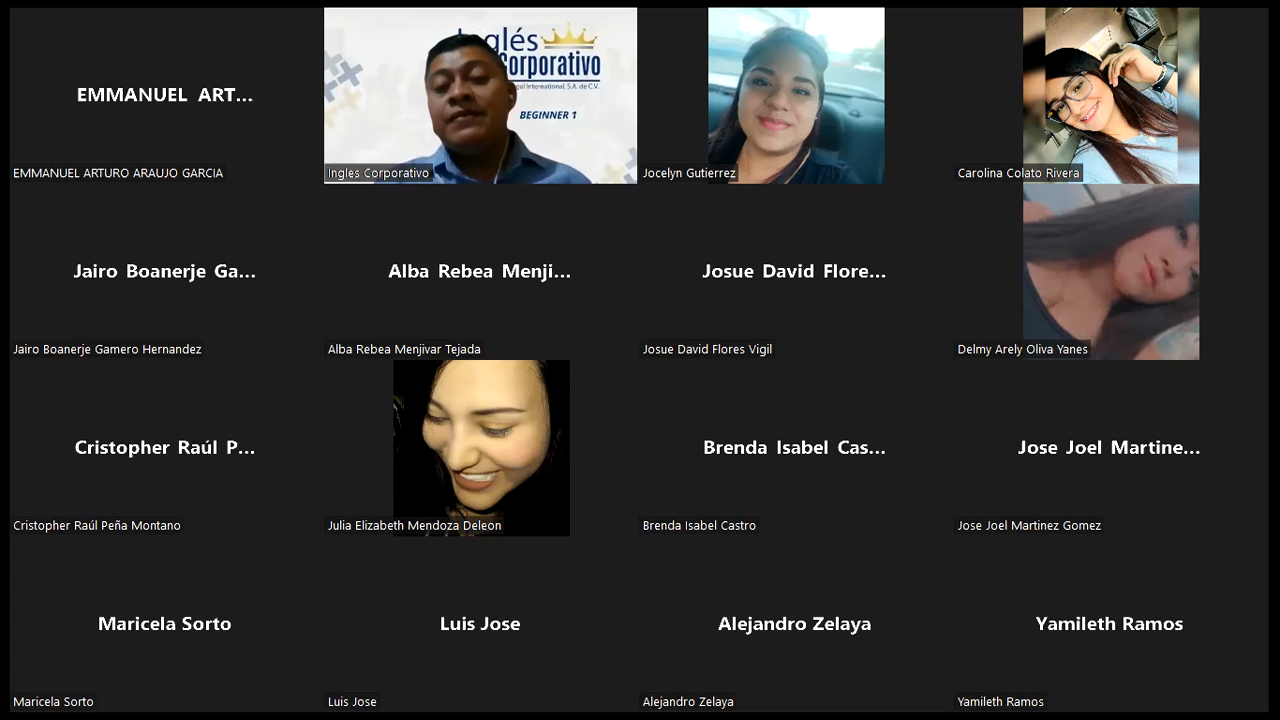 EMMANUEL ART...
EMMANUEL ARTURO ARAUJO GARCIA
Inglés
Corporativo
gal International, S.A. de C.V.
BEGINNER 1
Ingles Corporativo
Jocelyn Gutierrez
Carolina Colato Rivera
Jairo Boanerje Ga...
Jairo Boanerje Gamero Hernandez
Alba Rebea Menji...
Alba Rebea Menjivar Tejada
Josue David Flore...
Josue David Flores Vigil
Delmy Arely Oliva Yanes
Cristopher Raúl P...
Cristopher Raúl Peña Montano
Julia Elizabeth Mendoza Deleon
Brenda Isabel Cas...
Brenda Isabel Castro
Jose Joel Martine...
Jose Joel Martinez Gomez
Maricela Sorto
Maricela Sorto
Luis Jose
Luis Jose
Alejandro Zelaya
Alejandro Zelaya
Yamileth Ramos
Yamileth Ramos